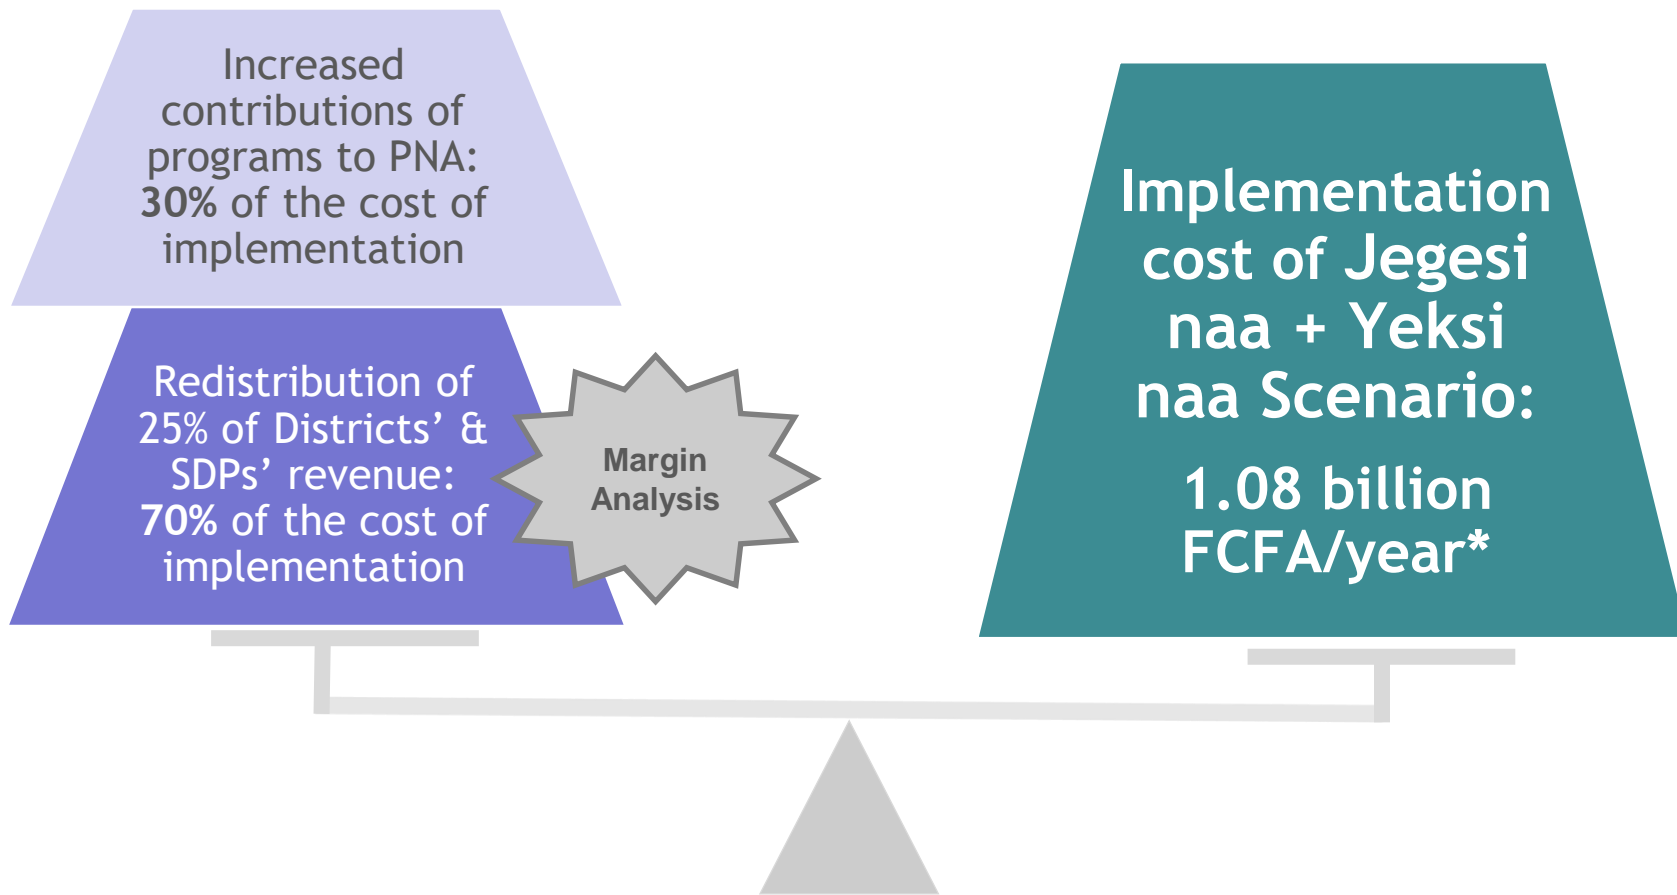 Increased
contributions of
programs to PNA:
30% of the cost of
implementation
Redistribution of
25% of Districts’ &
SDPs’ revenue:
70% of the cost of
implementation
Margin
Analysis
Implementation
cost of Jegesi
naa + Yeksi
naa Scenario:
1.08 billion
FCFA/year*